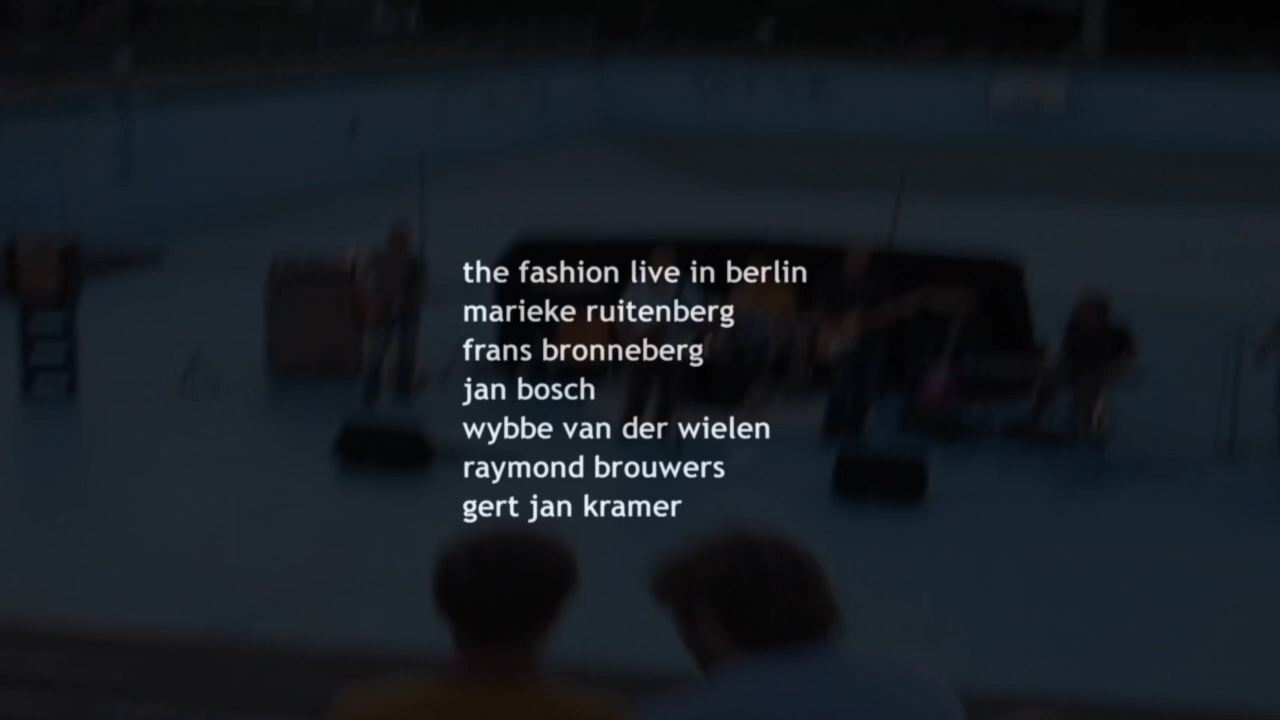 the fashion live in berlin
marieke ruitenberg
frans bronneberg
jan bosch
wybbe van der wielen
raymond brouwers
gert jan kramer